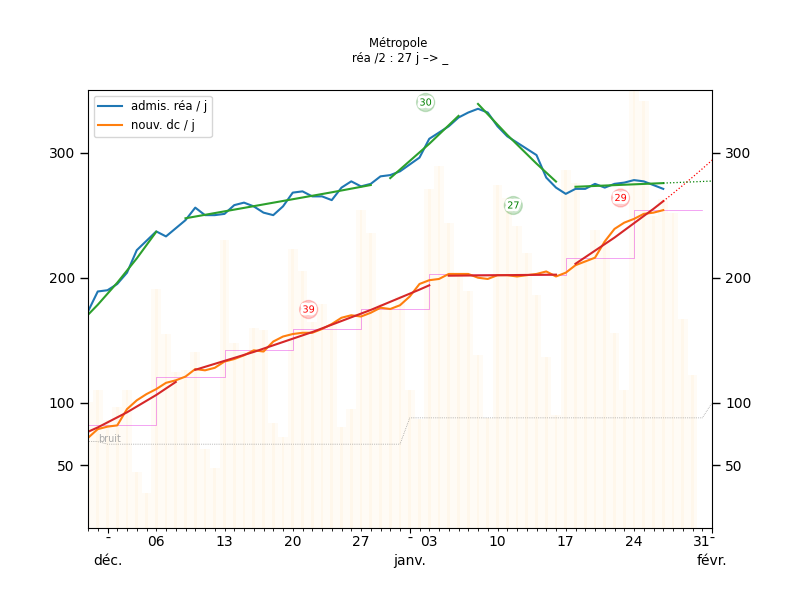 Métropole
réa /2 : 27 j –> _
admis. réa / j
nouv. dc / j
300
200
100
50
300
200
100
50
30
27
29
39
bruit
- 06 13 20 27 - 03 10 17 24 31 -
déc. janv. févr.